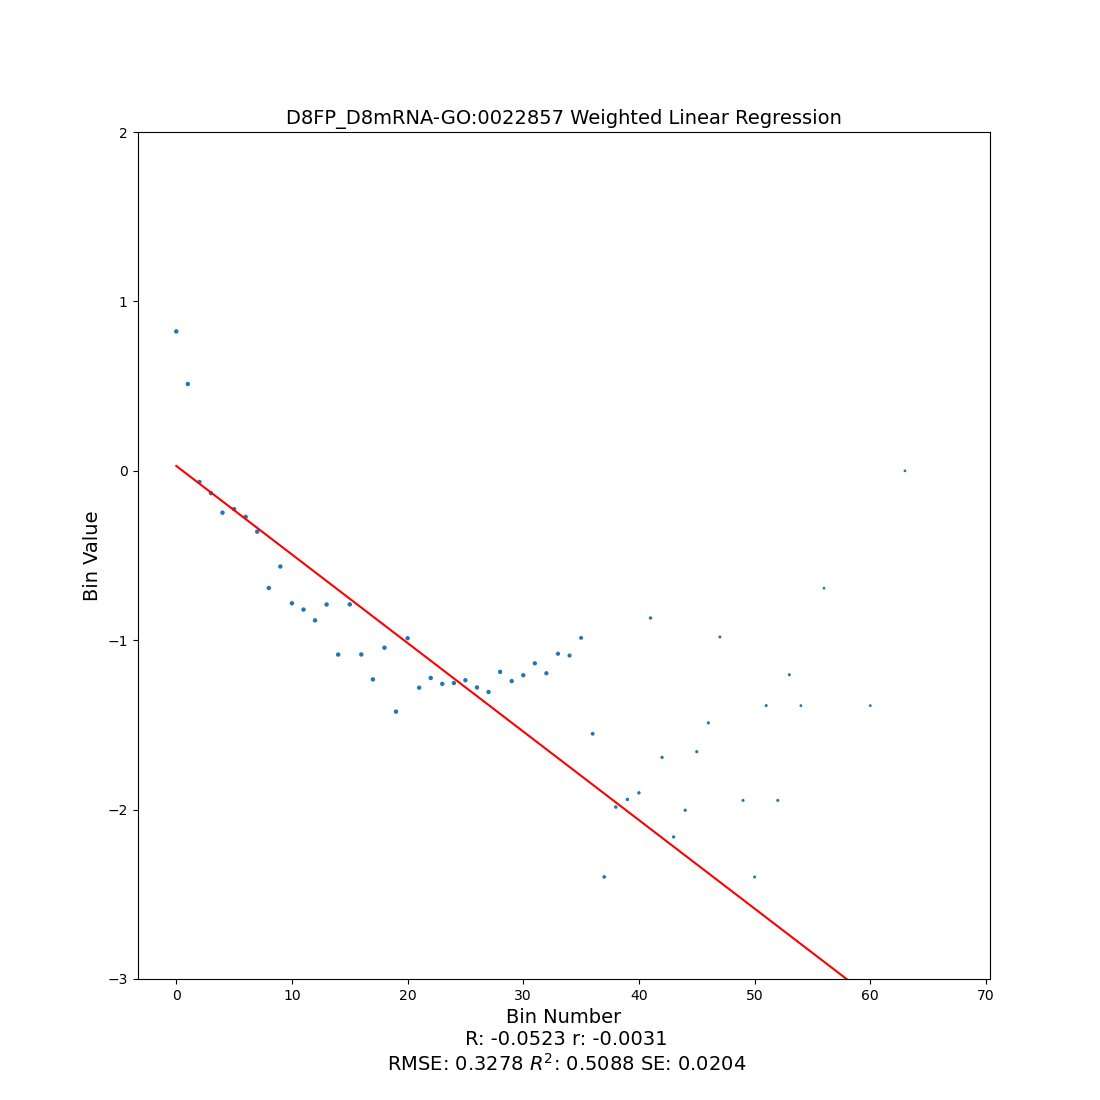 D8FP_D8mRNA-GO:0022857 Weighted Linear Regression
2
1
0
−1
−2
−3
Bin Value
0 10 20 30 40 50 60 70
Bin Number
R: -0.0523 r: -0.0031
RMSE: 0.3278 R²: 0.5088 SE: 0.0204